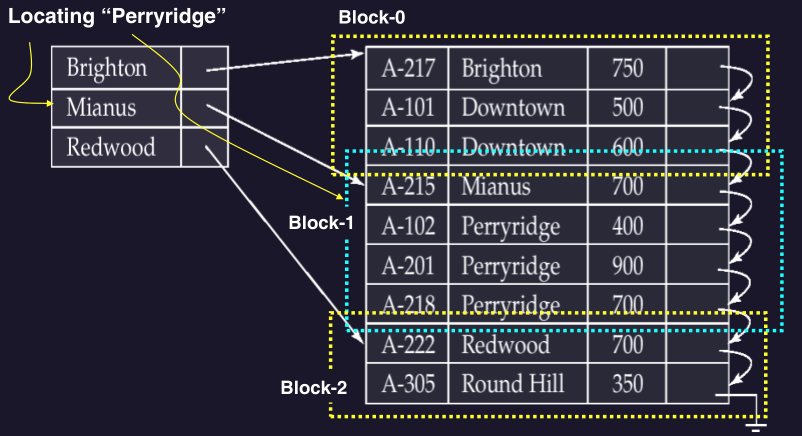 Locating “Perryridge”
Block-0
Brighton
Mianus
Redwood
A-217 Brighton 750
A-101 Downtown 500
A-110 Downtown 600
A-215 Mianus 700
Block-1
A-102 Perryridge 400
A-201 Perryridge 900
A-218 Perryridge 700
A-222 Redwood 700
Block-2
A-305 Round Hill 350